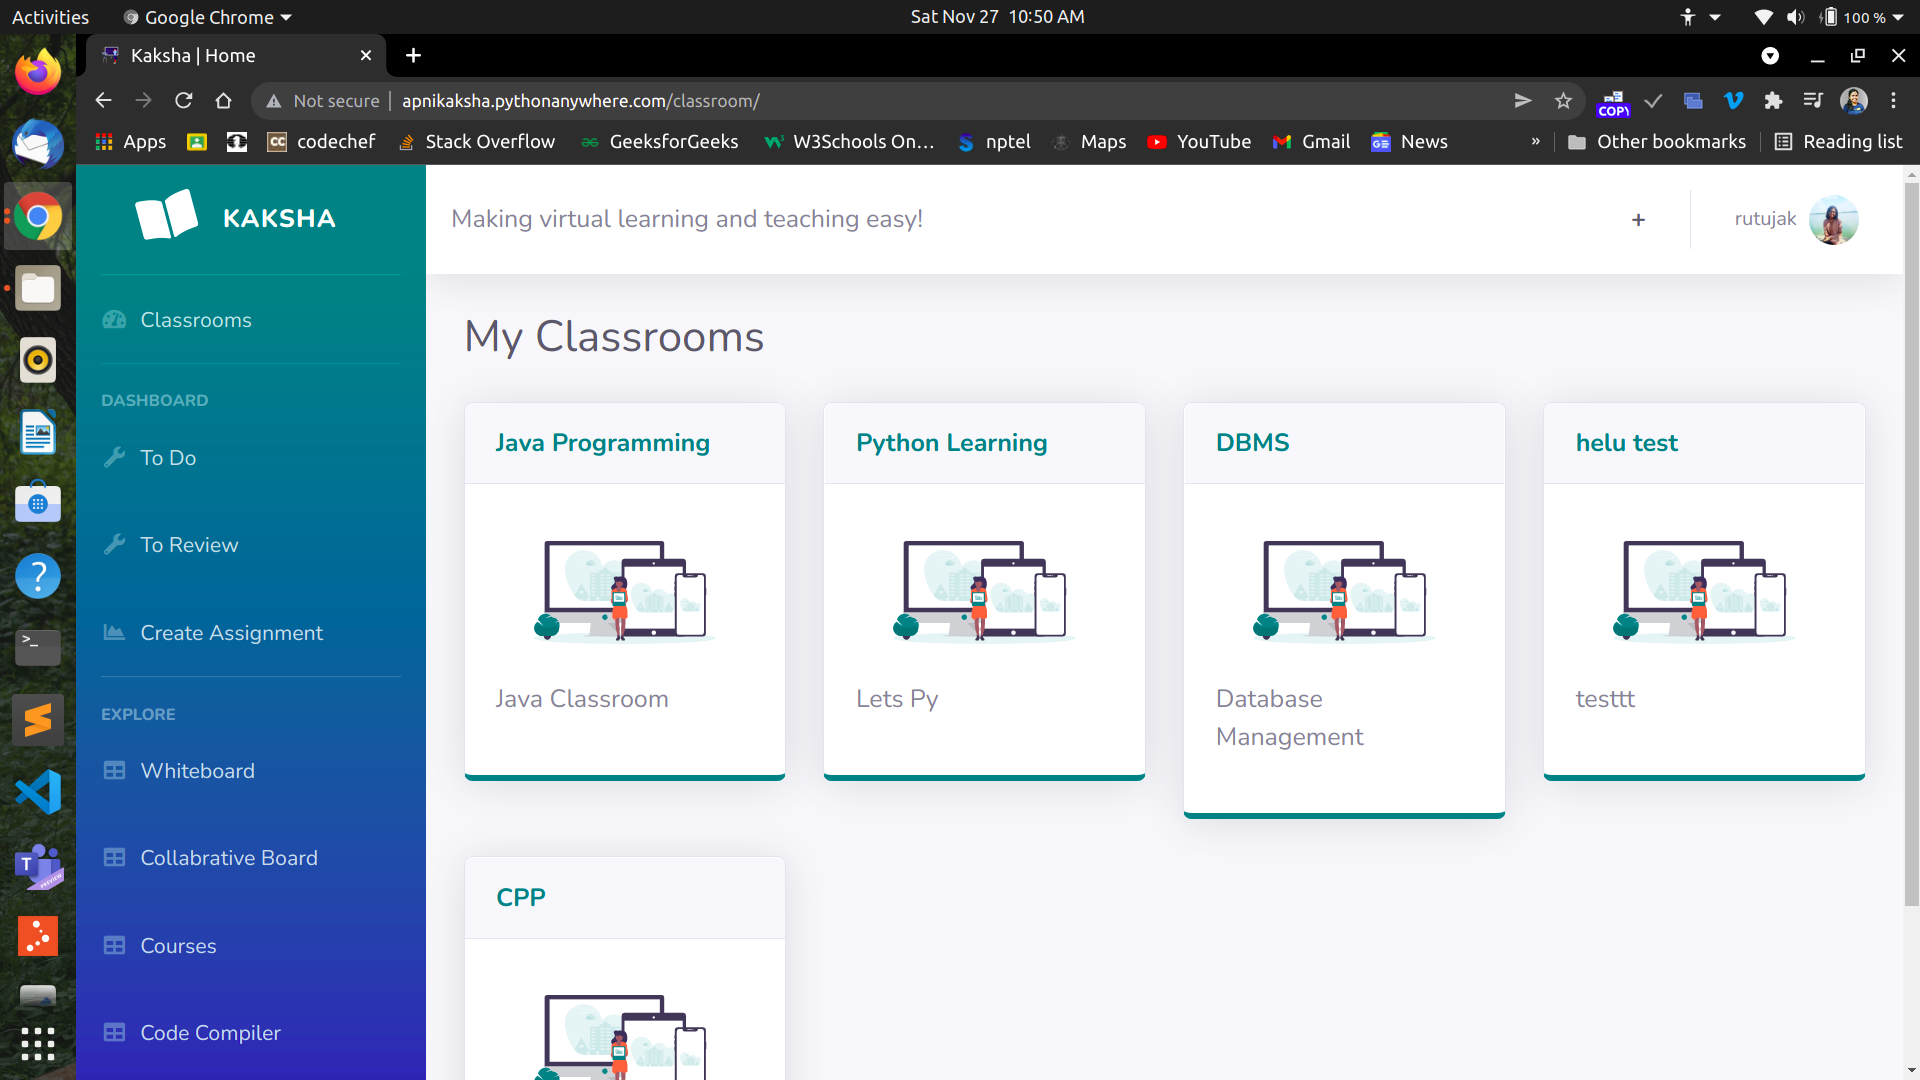 Activities Google Chrome Sat Nov 27 10:50 AM 100 %
Kaksha | Home
Not secure apnikaksha.pythonanywhere.com/classroom/ COPY
Apps CC codechef Stack Overflow GeeksforGeeks W3Schools On... nptel Maps YouTube Gmail GE News » Other bookmarks Reading list
KAKSHA
Making virtual learning and teaching easy!
+
rutujak
Classrooms
DASHBOARD
To Do
To Review
Create Assignment
EXPLORE
Whiteboard
Collabrative Board
Courses
Code Compiler
My Classrooms
Java Programming
Java Classroom
Python Learning
Lets Py
DBMS
Database
Management
helu test
testtt
CPP